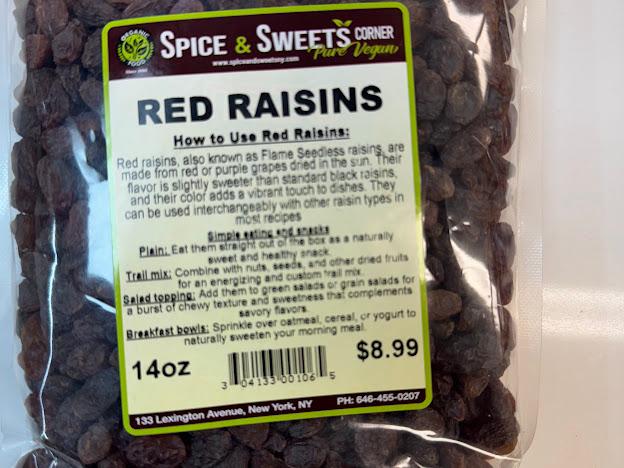 ORGANIC FOOD
SPICE & SWEETS CORNER
Pure Vegan
www.spiceandsweetsny.com
RED RAISINS
How to Use Red Raisins:
Red raisins, also known as Flame Seedless raisins, are
made from red or purple grapes dried in the sun. Their
flavor is slightly sweeter than standard black raisins,
and their color adds a vibrant touch to dishes. They
can be used interchangeably with other raisin types in
most recipes
Simple eating and snacks
Plain: Eat them straight out of the box as a naturally
sweet and healthy snack.
Trail mix: Combine with nuts, seeds, and other dried fruits
for an energizing and custom trail mix.
Salad topping: Add them to green salads or grain salads for
a burst of chewy texture and sweetness that complements
savory flavors.
Breakfast bowls: Sprinkle over oatmeal, cereal, or yogurt to
naturally sweeten your morning meal.
14oz
$8.99
3 04133 00106 5
133 Lexington Avenue, New York, NY PH: 646-455-0207